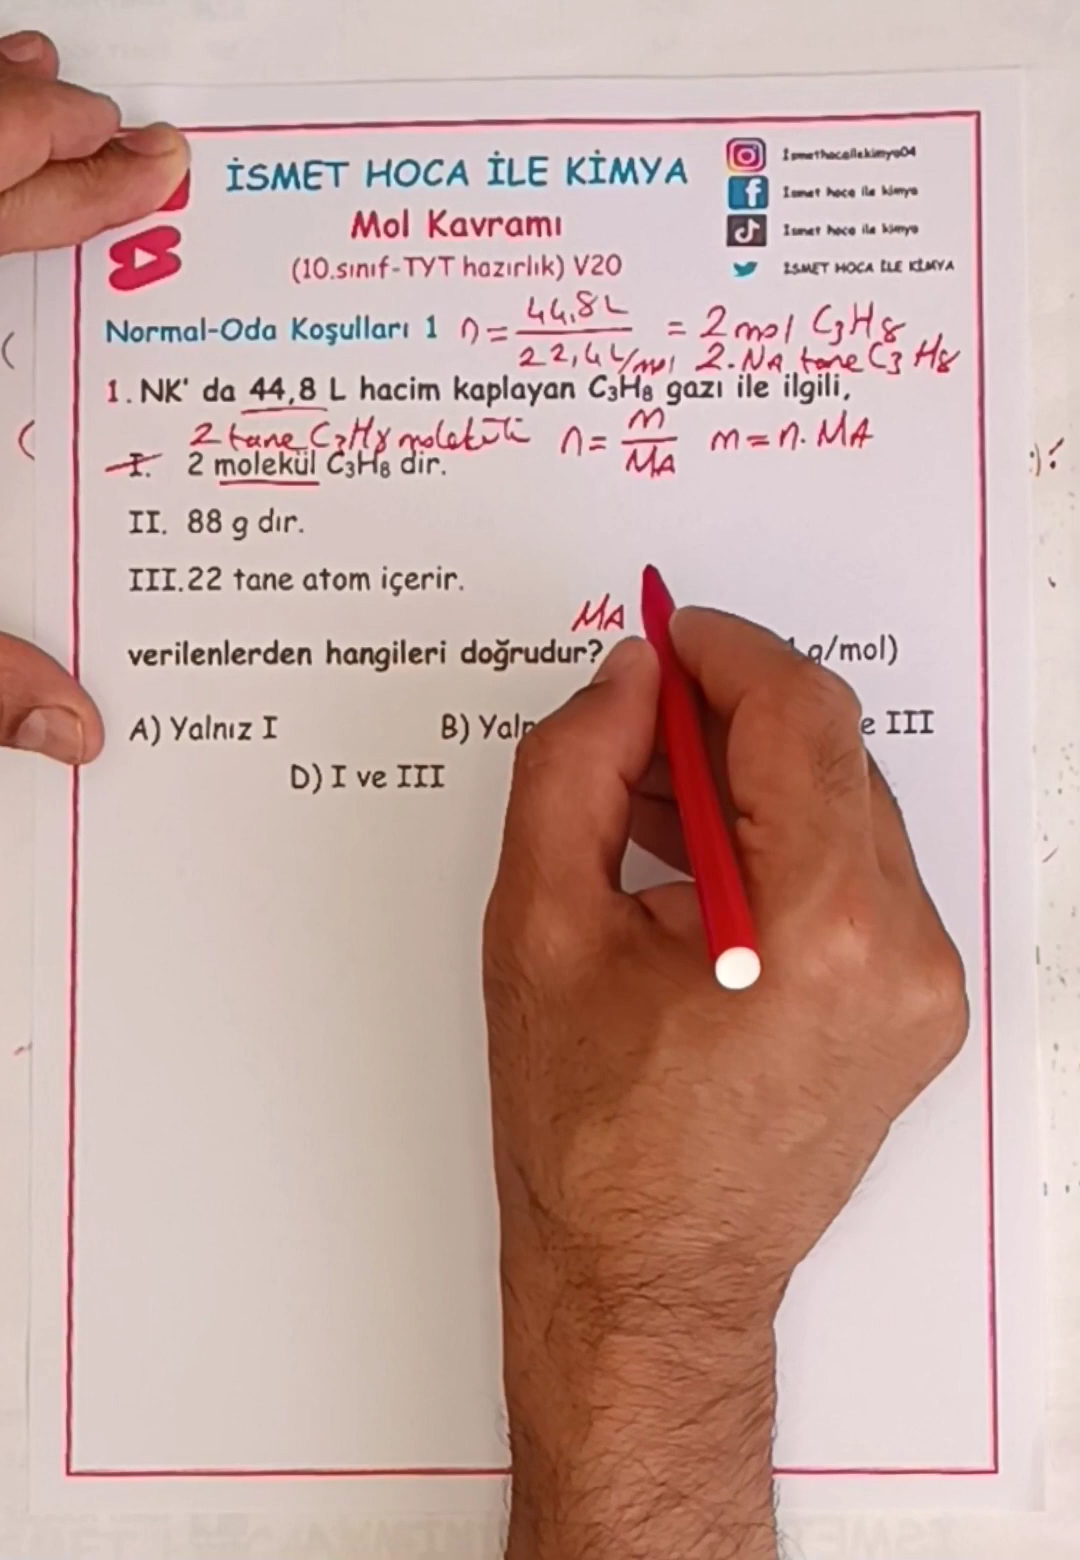 İSMET HOCA İLE KİMYA
Ismethocailekimya04
Mol Kavramı
Ismet hoca ile kimya
Ismet hoca ile kimya
(10.sınıf-TYT hazırlık) V20
İSMET HOCA İLE KİMYA
Normal-Oda Koşulları 1 n = 44,8 L / 22,4 L/mol = 2 mol C3H8
2.NA tane C3H8
1. NK' da 44,8 L hacim kaplayan C₃H₈ gazı ile ilgili,
2 tane C3H8 molekülü n = m / MA m = n. MA
I. 2 molekül C₃H₈ dir.
II. 88 g dır.
III.22 tane atom içerir.
MA
verilenlerden hangileri doğrudur? g/mol)
A) Yalnız I B) e III
D) I ve III